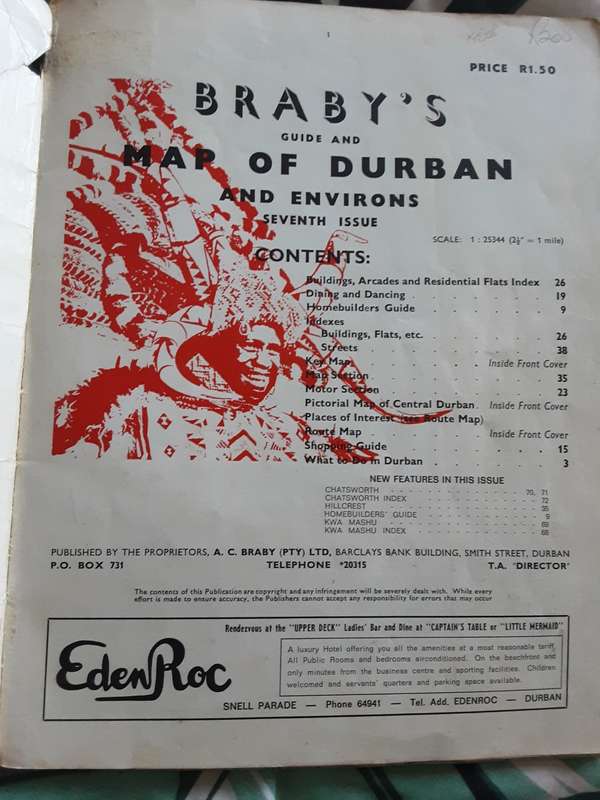 R200
PRICE R1.50
BRABY'S
GUIDE AND
MAP OF DURBAN
AND ENVIRONS
SEVENTH ISSUE
SCALE: 1 : 25344 (2½" = 1 mile)
CONTENTS:
Buildings, Arcades and Residential Flats Index 26
Dining and Dancing . . . . . . . . . 19
Homebuilders Guide . . . . . . . . . 9
Indexes
Buildings, Flats, etc. . . . . . . . . . 26
Streets . . . . . . . . . . . 38
Key Map . . . . . . . Inside Front Cover
Map Section . . . . . . . . . . 35
Motor Section . . . . . . . . . . 23
Pictorial Map of Central Durban . Inside Front Cover
Places of Interest (see Route Map)
Route Map . . . . . . Inside Front Cover
Shopping Guide . . . . . . . . . 15
What to Do in Durban . . . . . . . . 3
NEW FEATURES IN THIS ISSUE
CHATSWORTH - - - - - - - - - - 70, 71
CHATSWORTH INDEX - - - - - - - - - 72
HILLCREST - - - - - - - - - - 35
HOMEBUILDERS' GUIDE - - - - - - - - 9
KWA MASHU - - - - - - - - - - 69
KWA MASHU INDEX - - - - - - - - - 68
PUBLISHED BY THE PROPRIETORS, A. C. BRABY (PTY) LTD, BARCLAYS BANK BUILDING, SMITH STREET, DURBAN
P.O. BOX 731 TELEPHONE *20315 T.A. "DIRECTOR"
The contents of this Publication are copyright and any infringement will be severely dealt with. While every
effort is made to ensure accuracy, the Publishers cannot accept any responsibility for errors that may occur
Rendezvous at the "UPPER DECK" Ladies' Bar and Dine at "CAPTAIN'S TABLE or "LITTLE MERMAID"
Eden Roc
A luxury Hotel offering you all the amenities at a most reasonable tariff.
All Public Rooms and bedrooms airconditioned. On the beachfront and
only minutes from the business centre and sporting facilities. Children
welcomed and servants' quarters and parking space available.
SNELL PARADE — Phone 64941 — Tel. Add. EDENROC — DURBAN